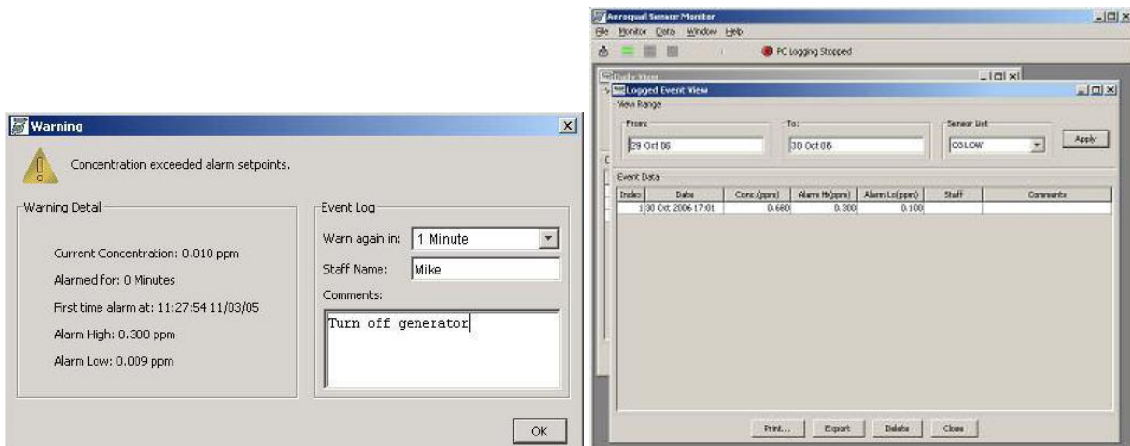 Warning
Concentration exceeded alarm setpoints.
Warning Detail
Current Concentration: 0.010 ppm
Alarmed for: 0 Minutes
First time alarm at: 11:27:54 11/03/05
Alarm High: 0.300 ppm
Alarm Low: 0.009 ppm
Event Log
Warn again in: 1 Minute
Staff Name: Mike
Comments:
Turn off generator
OK
Aeroqual Sensor Monitor
File Monitor Data Window Help
PC Logging Stopped
Daily View
Logged Event View
View Range
From: To: Sensor List
29 Oct 06 30 Oct 06 Apply
Event Data
Index Date Conc.(ppm) Alarm Hi(ppm) Alarm Lo(ppm) Staff Comments
1 30 Oct 2006 17:01 0.680 0.300 0.100
Print... Export Delete Close